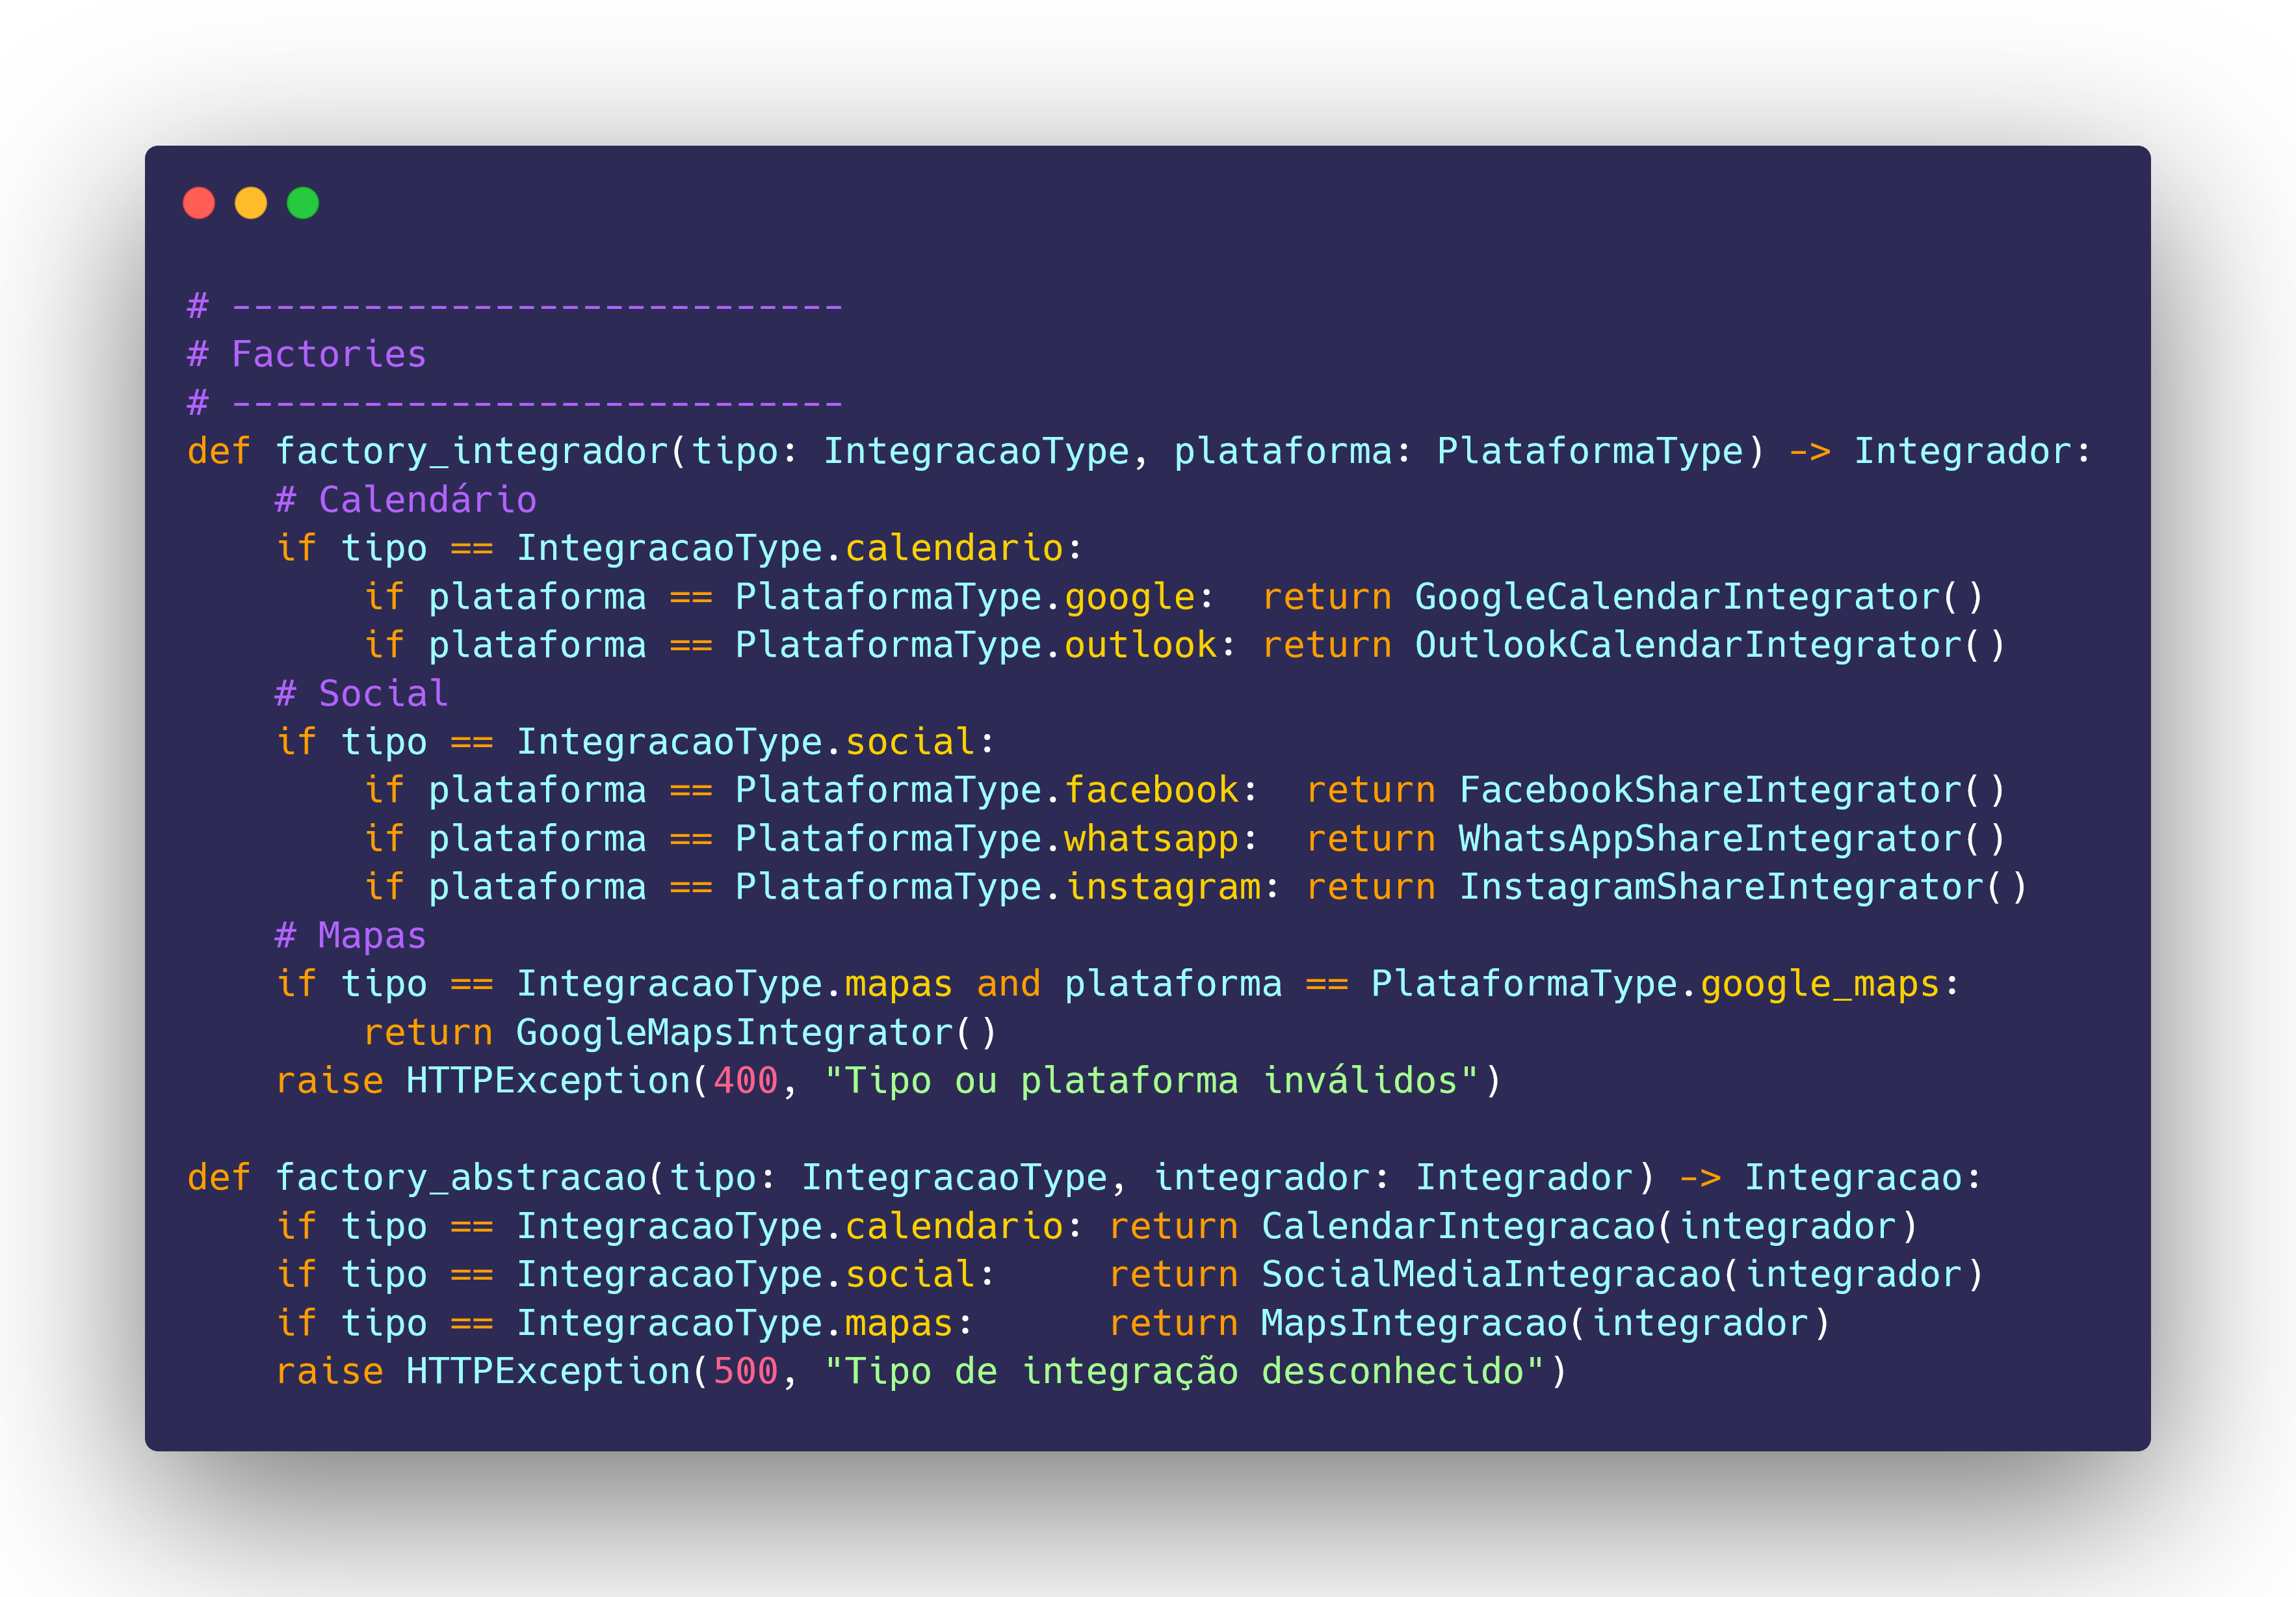 # ----------------------------
# Factories
# ----------------------------
def factory_integrador(tipo: IntegracaoType, plataforma: PlataformaType) -> Integrador:
    # Calendário
    if tipo == IntegracaoType.calendario:
        if plataforma == PlataformaType.google:  return GoogleCalendarIntegrator()
        if plataforma == PlataformaType.outlook: return OutlookCalendarIntegrator()
    # Social
    if tipo == IntegracaoType.social:
        if plataforma == PlataformaType.facebook:  return FacebookShareIntegrator()
        if plataforma == PlataformaType.whatsapp:  return WhatsAppShareIntegrator()
        if plataforma == PlataformaType.instagram: return InstagramShareIntegrator()
    # Mapas
    if tipo == IntegracaoType.mapas and plataforma == PlataformaType.google_maps:
        return GoogleMapsIntegrator()
    raise HTTPException(400, "Tipo ou plataforma inválidos")

def factory_abstracao(tipo: IntegracaoType, integrador: Integrador) -> Integracao:
    if tipo == IntegracaoType.calendario: return CalendarIntegracao(integrador)
    if tipo == IntegracaoType.social:     return SocialMediaIntegracao(integrador)
    if tipo == IntegracaoType.mapas:      return MapsIntegracao(integrador)
    raise HTTPException(500, "Tipo de integração desconhecido")